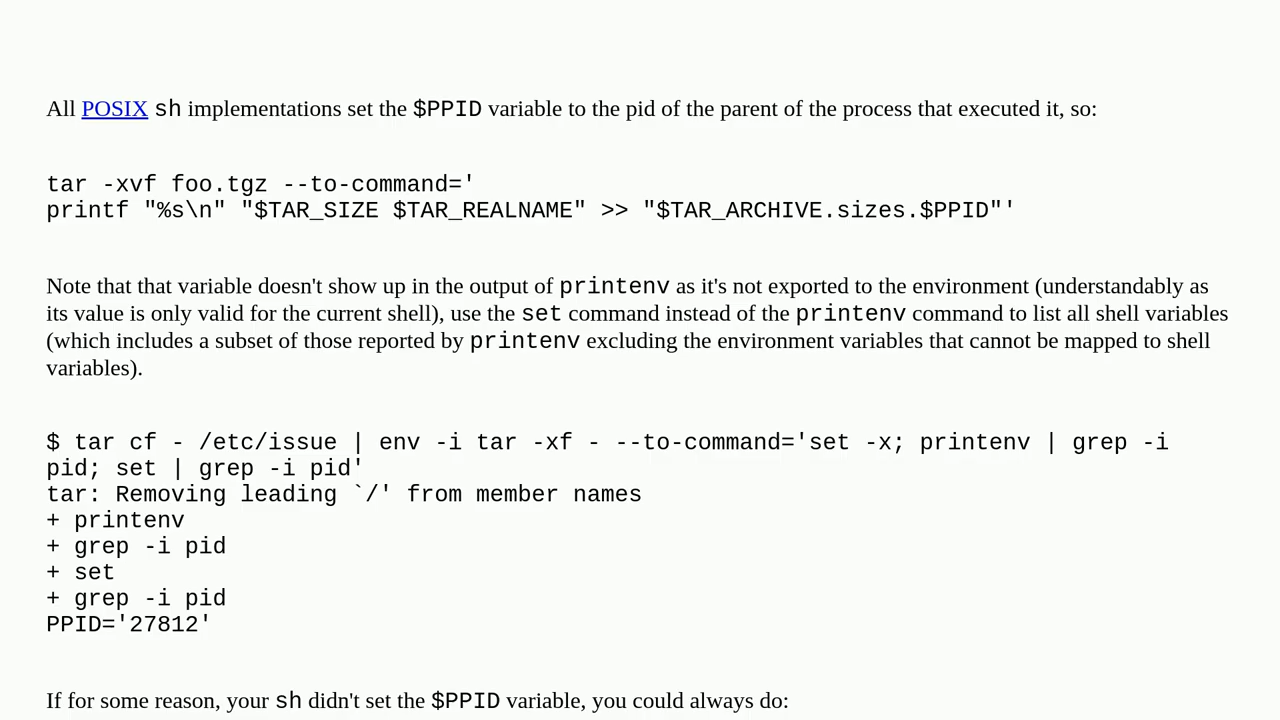 All POSIX sh implementations set the $PPID variable to the pid of the parent of the process that executed it, so:
tar -xvf foo.tgz --to-command='
printf "%s\n" "$TAR_SIZE $TAR_REALNAME" >> "$TAR_ARCHIVE.sizes.$PPID"'
Note that that variable doesn't show up in the output of printenv as it's not exported to the environment (understandably as
its value is only valid for the current shell), use the set command instead of the printenv command to list all shell variables
(which includes a subset of those reported by printenv excluding the environment variables that cannot be mapped to shell
variables).
$ tar cf - /etc/issue | env -i tar -xf - --to-command='set -x; printenv | grep -i
pid; set | grep -i pid'
tar: Removing leading `/' from member names
+ printenv
+ grep -i pid
+ set
+ grep -i pid
PPID='27812'
If for some reason, your sh didn't set the $PPID variable, you could always do: